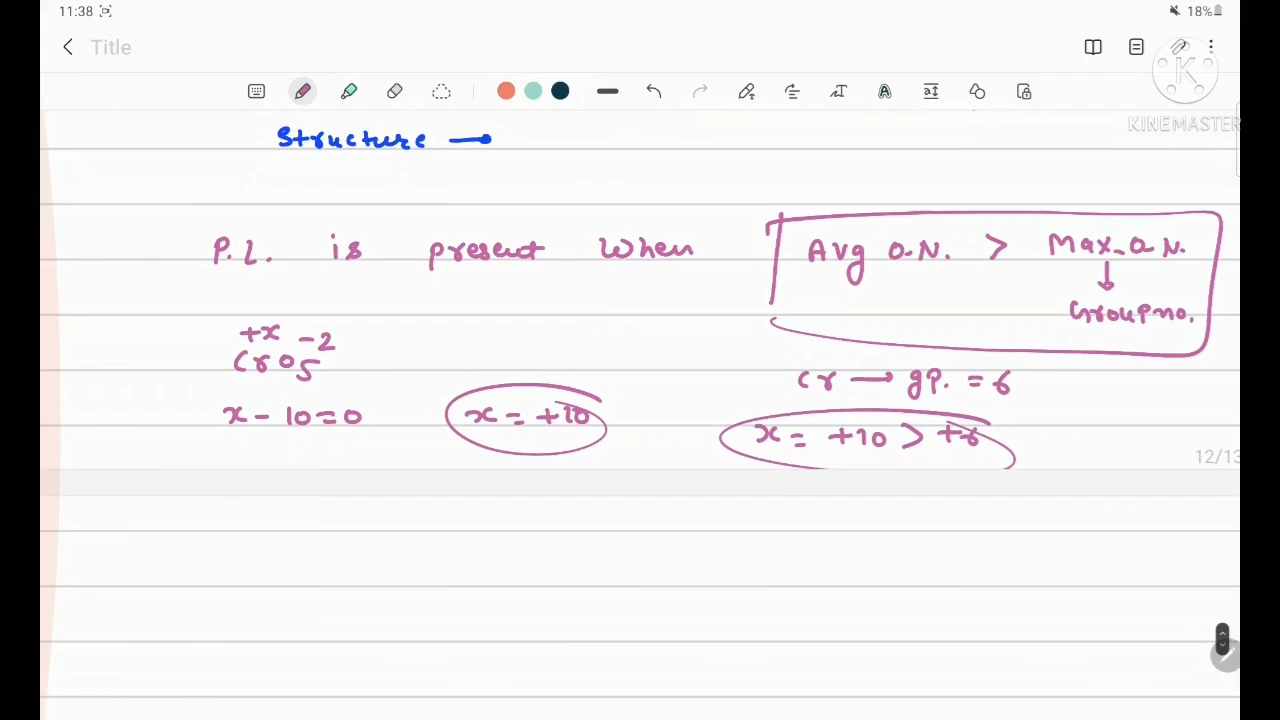 11:38 18%
Title
KINEMASTER
Structure →
P.L. is present When Avg O.N. > Max. O.N.
↓
Group no.
+x -2
CrO5
Cr → gp. = 6
x - 10 = 0 x = +10
x = +10 > +6
12/13